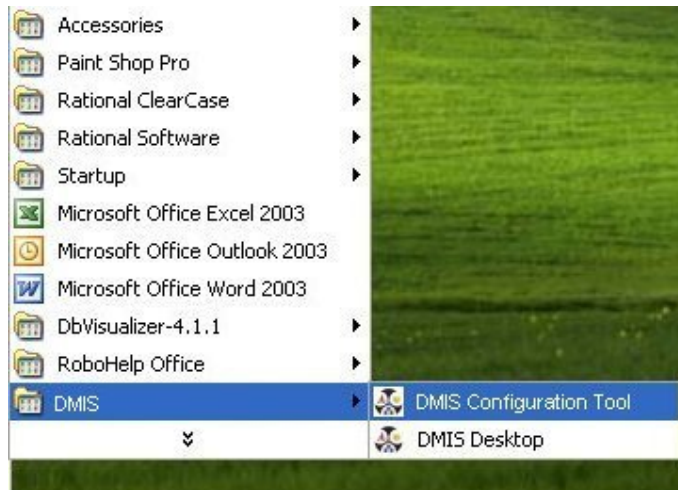 Accessories
Paint Shop Pro
Rational ClearCase
Rational Software
Startup
Microsoft Office Excel 2003
Microsoft Office Outlook 2003
Microsoft Office Word 2003
DbVisualizer-4.1.1
RoboHelp Office
DMIS
DMIS Configuration Tool
DMIS Desktop